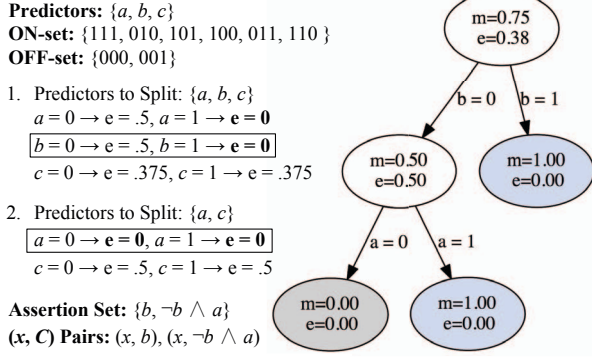 Predictors: {a, b, c}
ON-set: {111, 010, 101, 100, 011, 110 }
OFF-set: {000, 001}
1. Predictors to Split: {a, b, c}
a = 0 → e = .5, a = 1 → e = 0
b = 0 → e = .5, b = 1 → e = 0
c = 0 → e = .375, c = 1 → e = .375
2. Predictors to Split: {a, c}
a = 0 → e = 0, a = 1 → e = 0
c = 0 → e = .5, c = 1 → e = .5
Assertion Set: {b, ¬b ∧ a}
(x, C) Pairs: (x, b), (x, ¬b ∧ a)
m=0.75
e=0.38
b = 0
b = 1
m=0.50
e=0.50
m=1.00
e=0.00
a = 0
a = 1
m=0.00
e=0.00
m=1.00
e=0.00